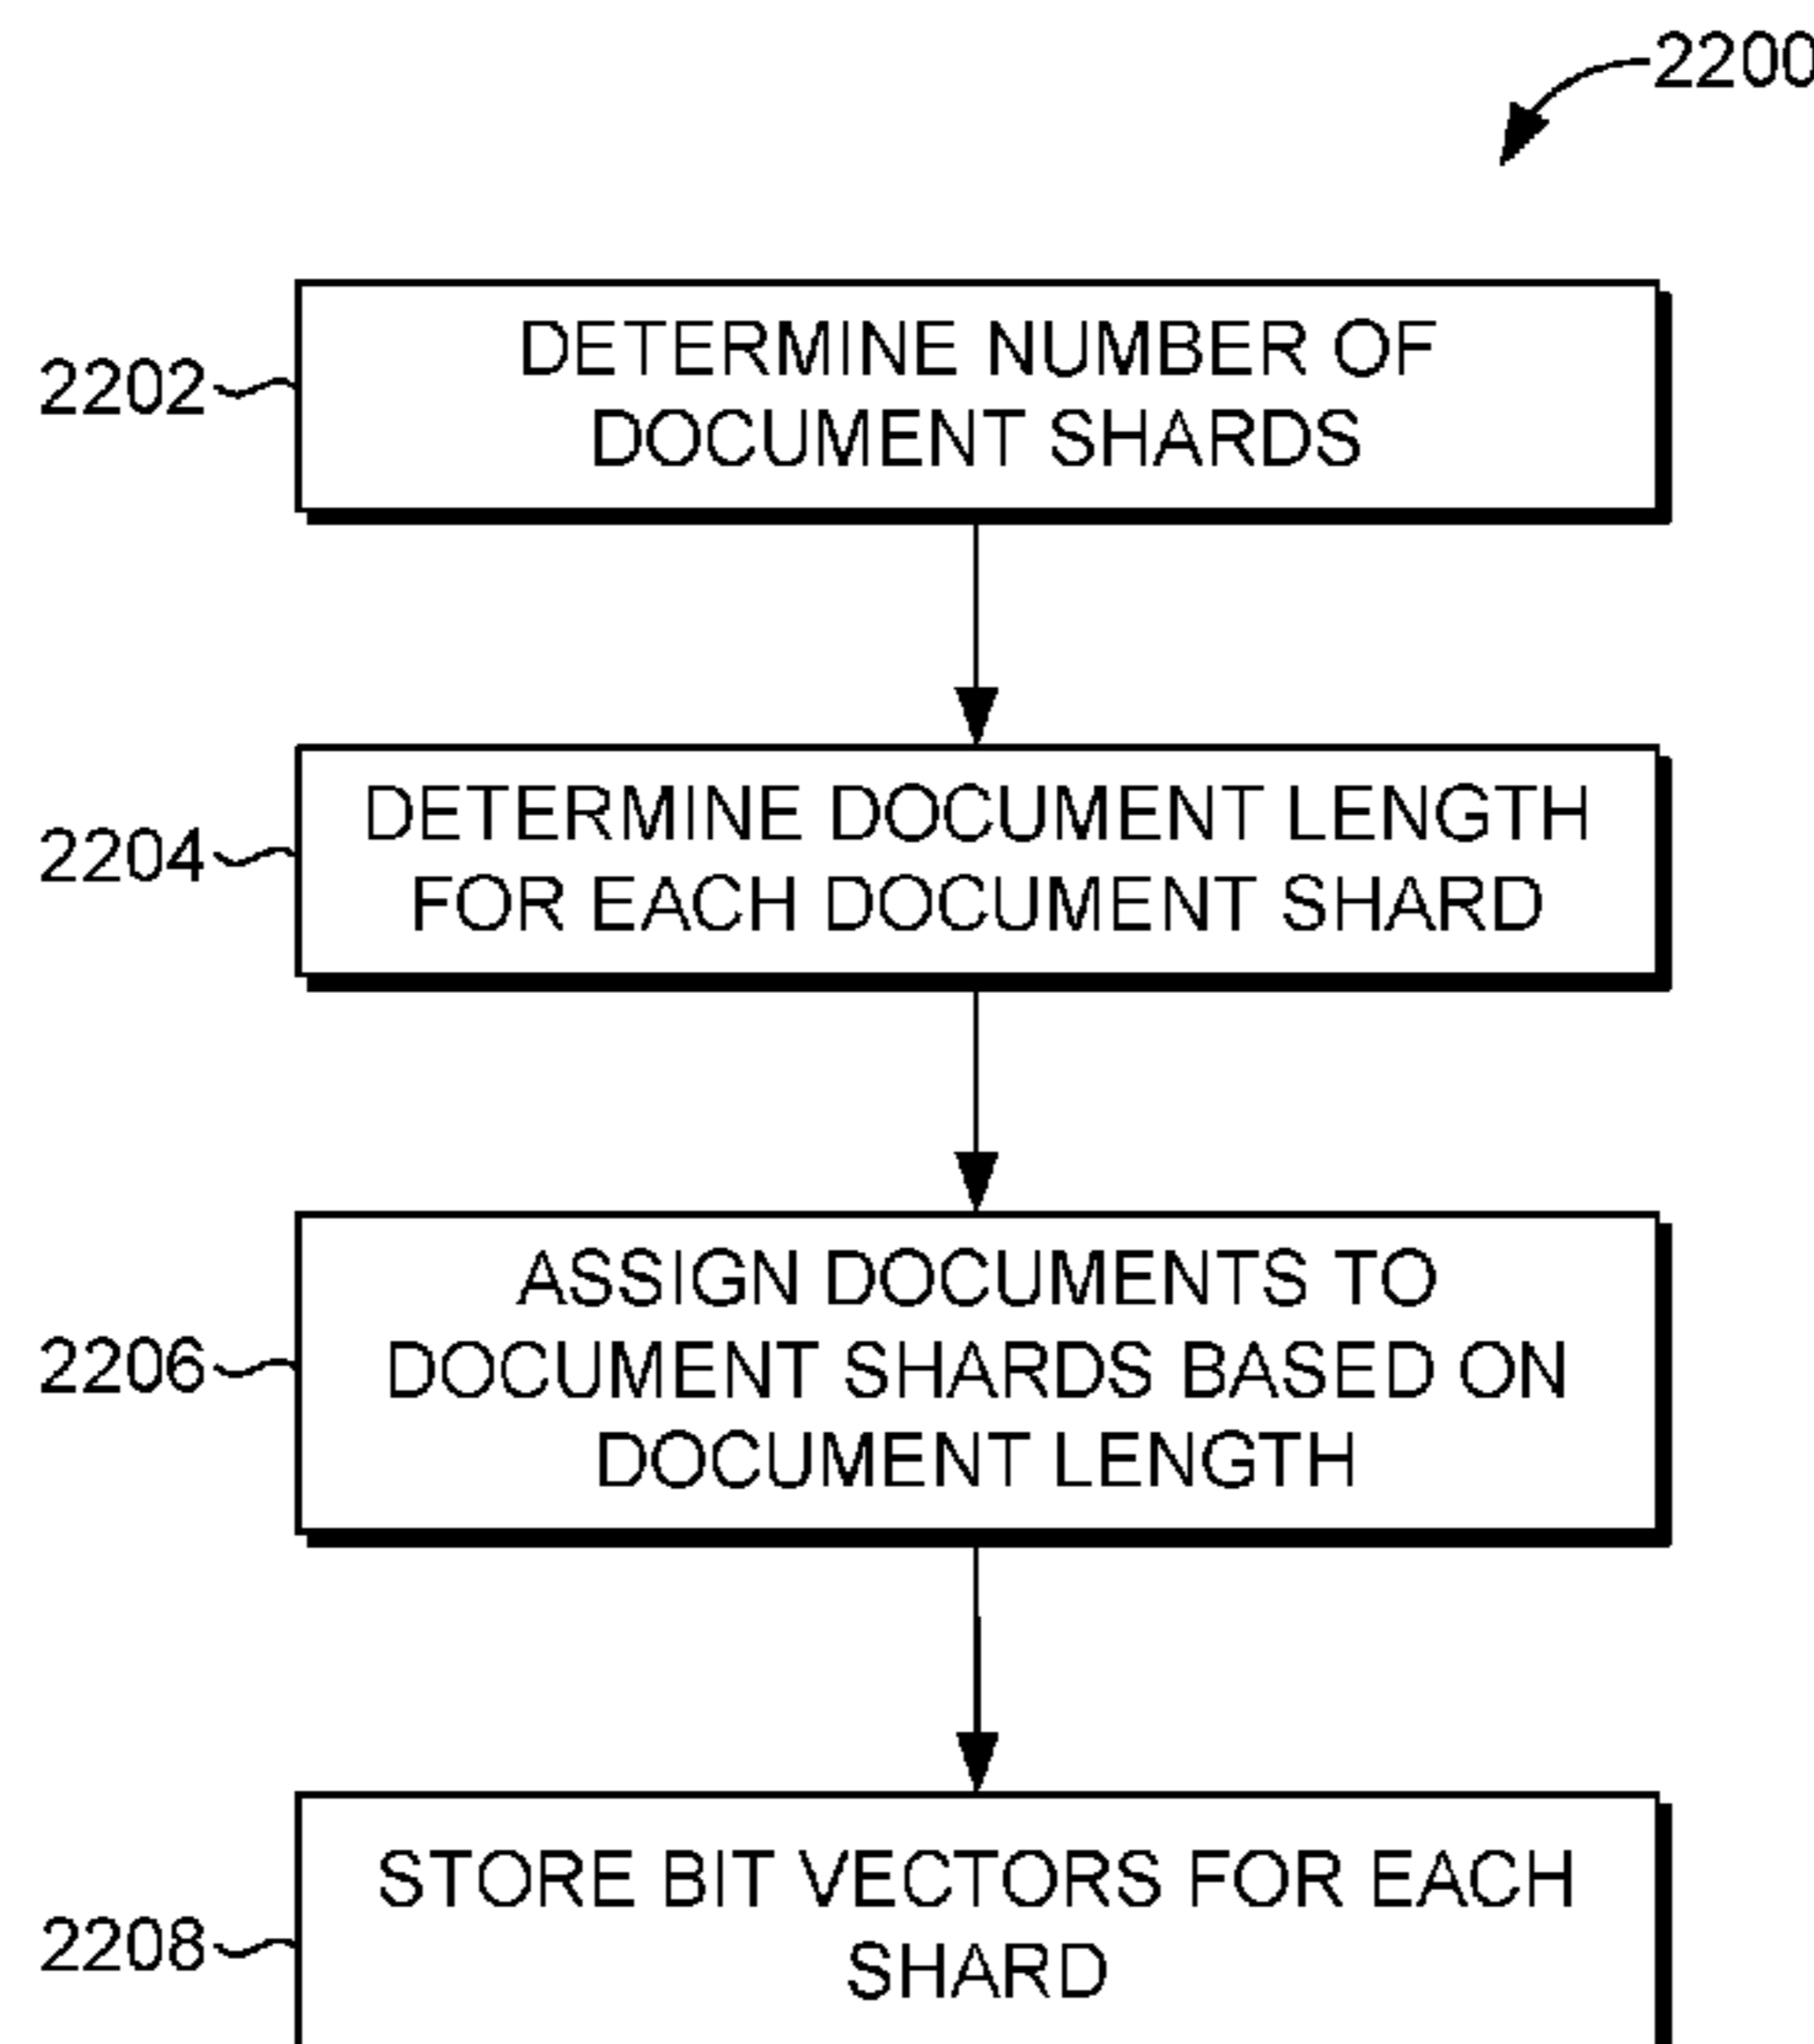 2200
2202
DETERMINE NUMBER OF
DOCUMENT SHARDS
2204
DETERMINE DOCUMENT LENGTH
FOR EACH DOCUMENT SHARD
2206
ASSIGN DOCUMENTS TO
DOCUMENT SHARDS BASED ON
DOCUMENT LENGTH
2208
STORE BIT VECTORS FOR EACH
SHARD